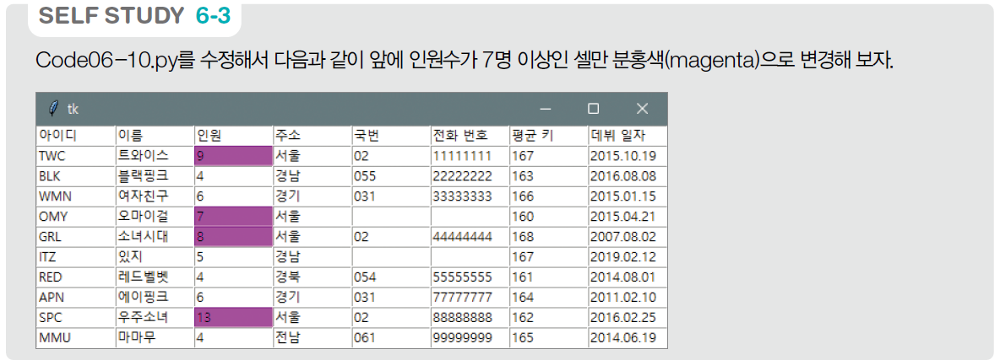 SELF STUDY 6-3
Code06-10.py를 수정해서 다음과 같이 앞에 인원수가 7명 이상인 셀만 분홍색(magenta)으로 변경해 보자.
tk
아이디 이름 인원 주소 국번 전화 번호 평균 키 데뷔 일자
TWC 트와이스 9 서울 02 11111111 167 2015.10.19
BLK 블랙핑크 4 경남 055 22222222 163 2016.08.08
WMN 여자친구 6 경기 031 33333333 166 2015.01.15
OMY 오마이걸 7 서울 160 2015.04.21
GRL 소녀시대 8 서울 02 44444444 168 2007.08.02
ITZ 있지 5 경남 167 2019.02.12
RED 레드벨벳 4 경북 054 55555555 161 2014.08.01
APN 에이핑크 6 경기 031 77777777 164 2011.02.10
SPC 우주소녀 13 서울 02 88888888 162 2016.02.25
MMU 마마무 4 전남 061 99999999 165 2014.06.19